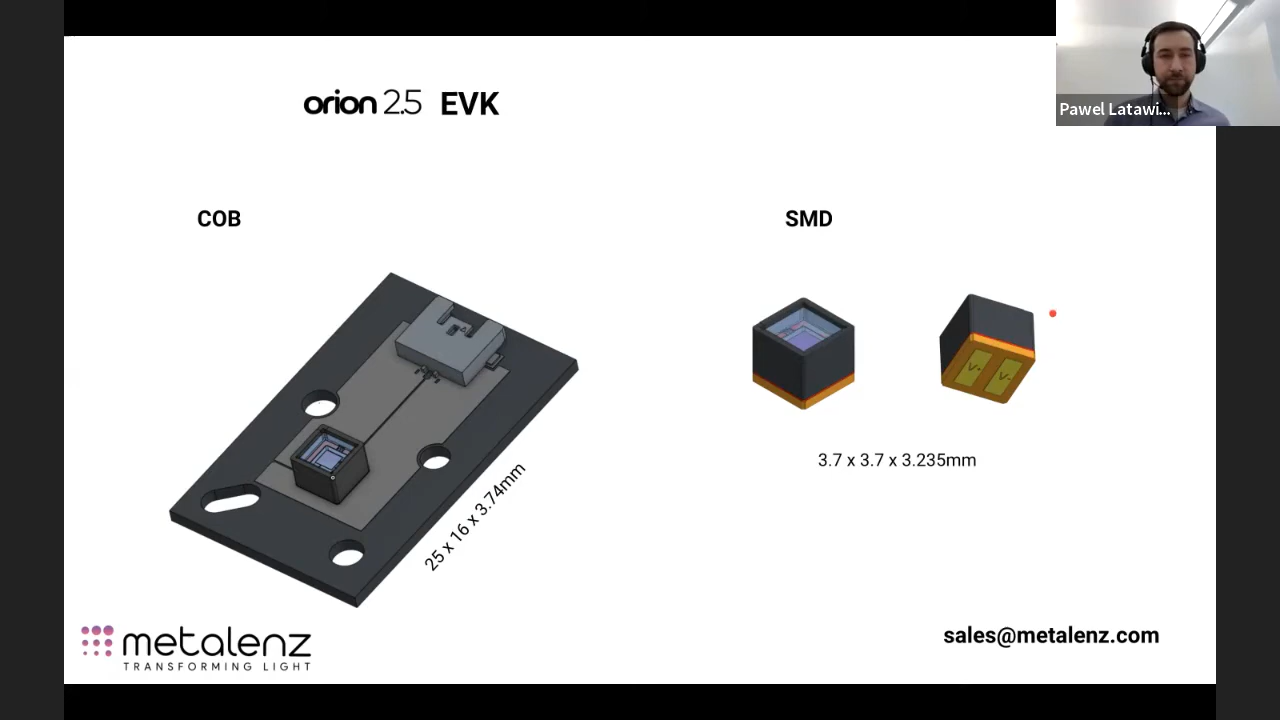 orion 2.5 EVK
Pawel Latawi...
COB
SMD
V+
V-
3.7 x 3.7 x 3.235mm
25 x 16 x 3.74mm
metalenz
TRANSFORMING LIGHT
sales@metalenz.com